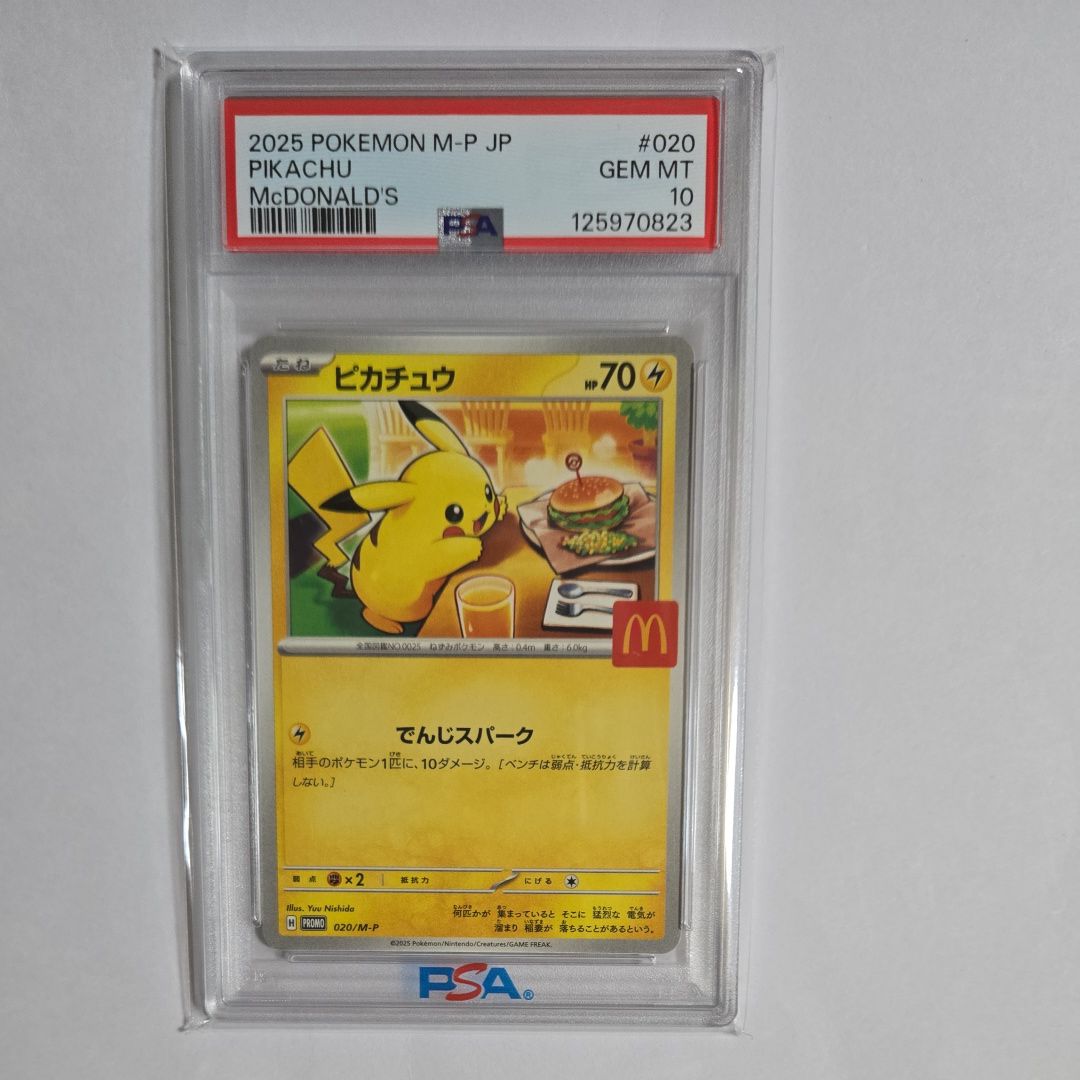 2025 POKEMON M-P JP #020
PIKACHU GEM MT
McDONALD'S 10
125970823
PSA
たね ピカチュウ HP70
全国図鑑NO.0025 ねずみポケモン 高さ:0.4m 重さ:6.0kg
M
でんじスパーク
相手のポケモン1匹に、10ダメージ。[ベンチは弱点・抵抗力を計算
しない。]
弱点 ×2 抵抗力 にげる
Illus. Yuu Nishida
H PROMO 020/M-P
何匹かが 集まっていると そこに 猛烈な 電気が
溜まり 稲妻が 落ちることがあるという。
©2025 Pokémon/Nintendo/Creatures/GAME FREAK.
PSA®